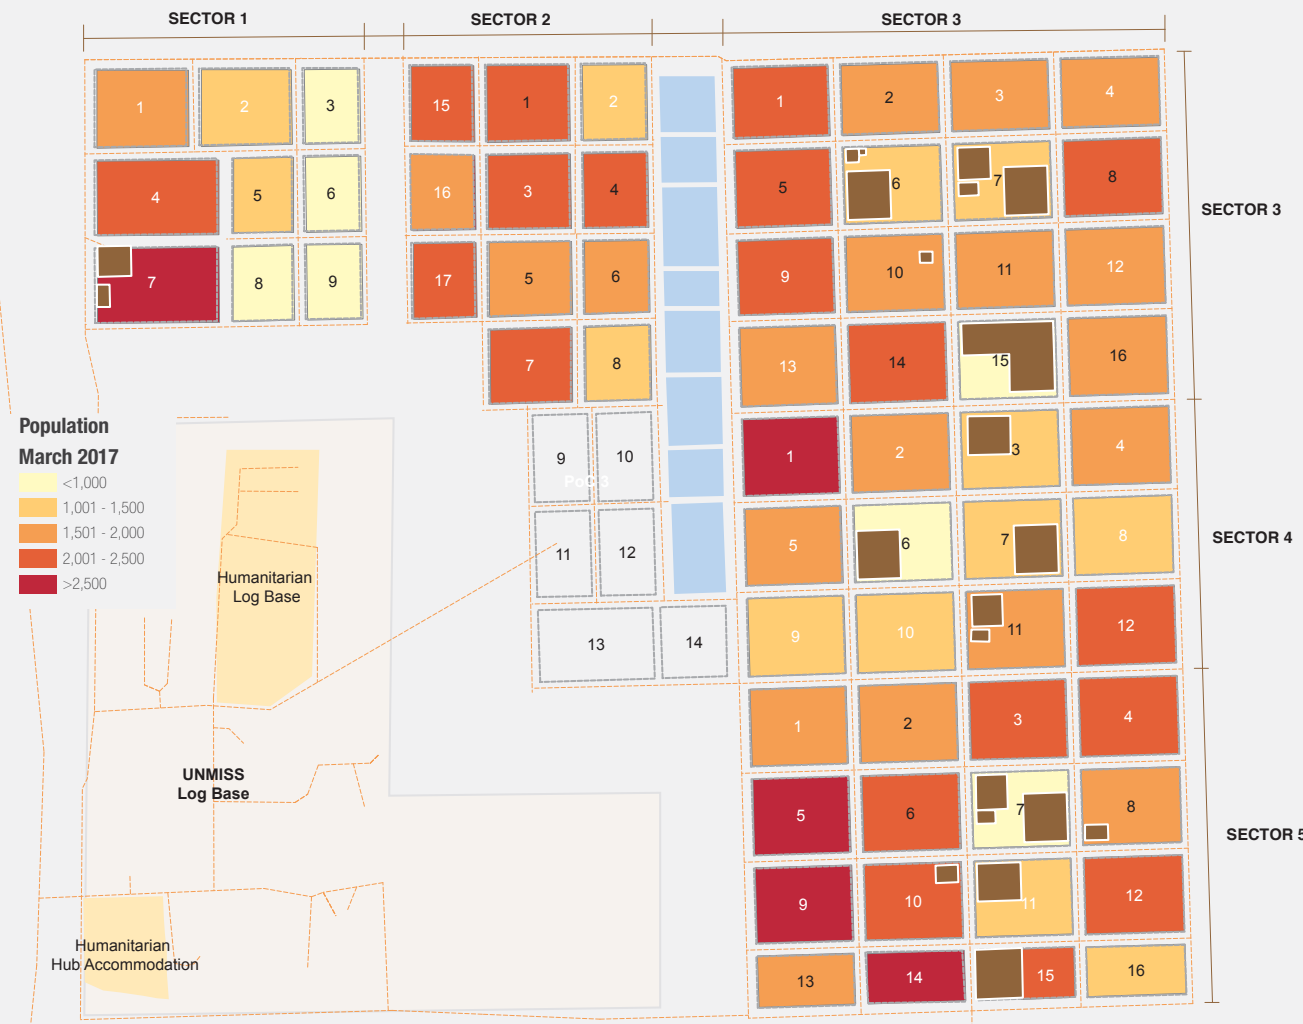 SECTOR 1
SECTOR 2
SECTOR 3
1 2 3
15 1 2
1 2 3 4
4 5 6
16 3 4
5 6 7 8
SECTOR 3
7 8 9
17 5 6
9 10 11 12
7 8
13 14 15 16
Population
March 2017
<1,000
1,001 - 1,500
1,501 - 2,000
2,001 - 2,500
>2,500
9 10
PoC 3
1 2 3 4
11 12
5 6 7 8
SECTOR 4
Humanitarian
Log Base
13 14
9 10 11 12
1 2 3 4
UNMISS
Log Base
5 6 7 8
SECTOR 5
9 10 11 12
Humanitarian
Hub Accommodation
13 14 15 16